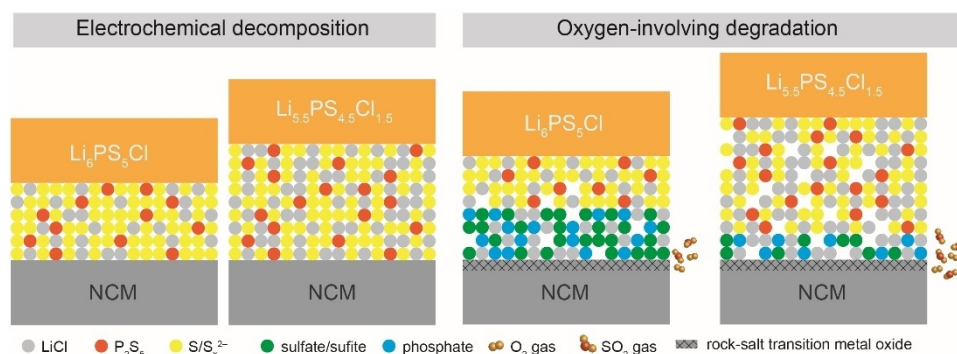 Electrochemical decomposition
Oxygen-involving degradation
Li₆PS₅Cl
Li₅.₅PS₄.₅Cl₁.₅
Li₆PS₅Cl
Li₅.₅PS₄.₅Cl₁.₅
NCM
NCM
NCM
NCM
LiCl P₂S₅ S/Sₓ²⁻ sulfate/sufite phosphate O₂ gas SO₂ gas rock-salt transition metal oxide